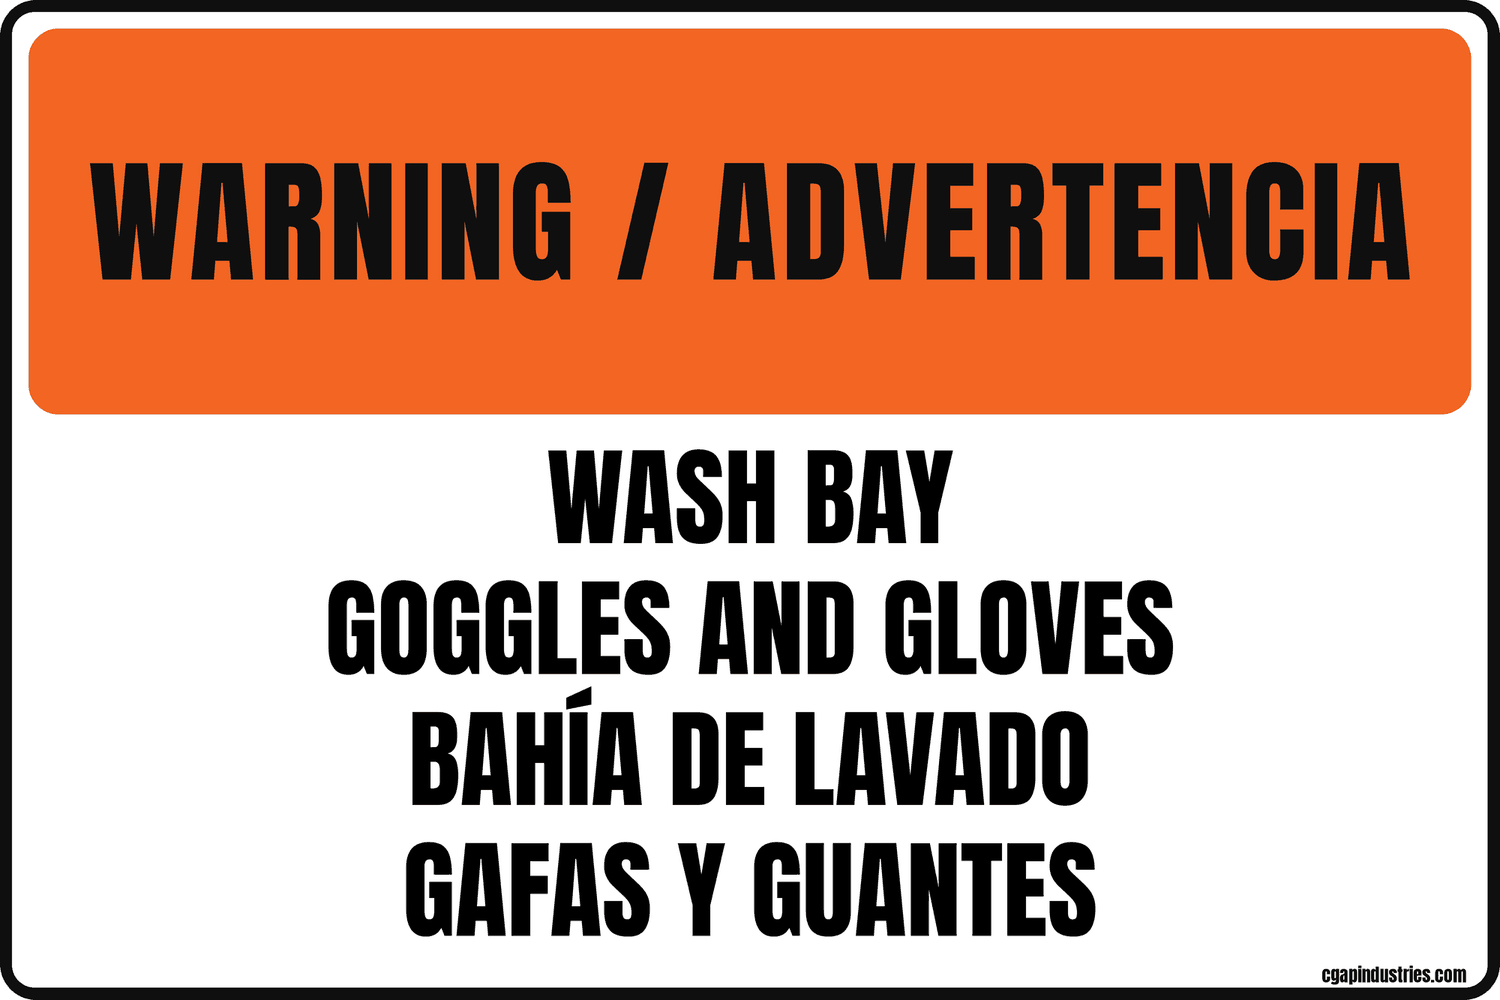 WARNING / ADVERTENCIA
WASH BAY
GOGGLES AND GLOVES
BAHÍA DE LAVADO
GAFAS Y GUANTES
cgapindustries.com